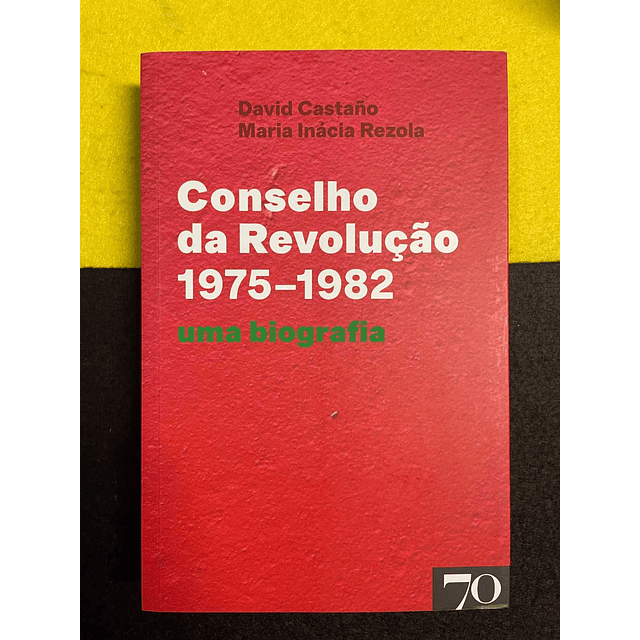 David Castaño
Maria Inácia Rezola
Conselho
da Revolução
1975–1982
uma biografia
70